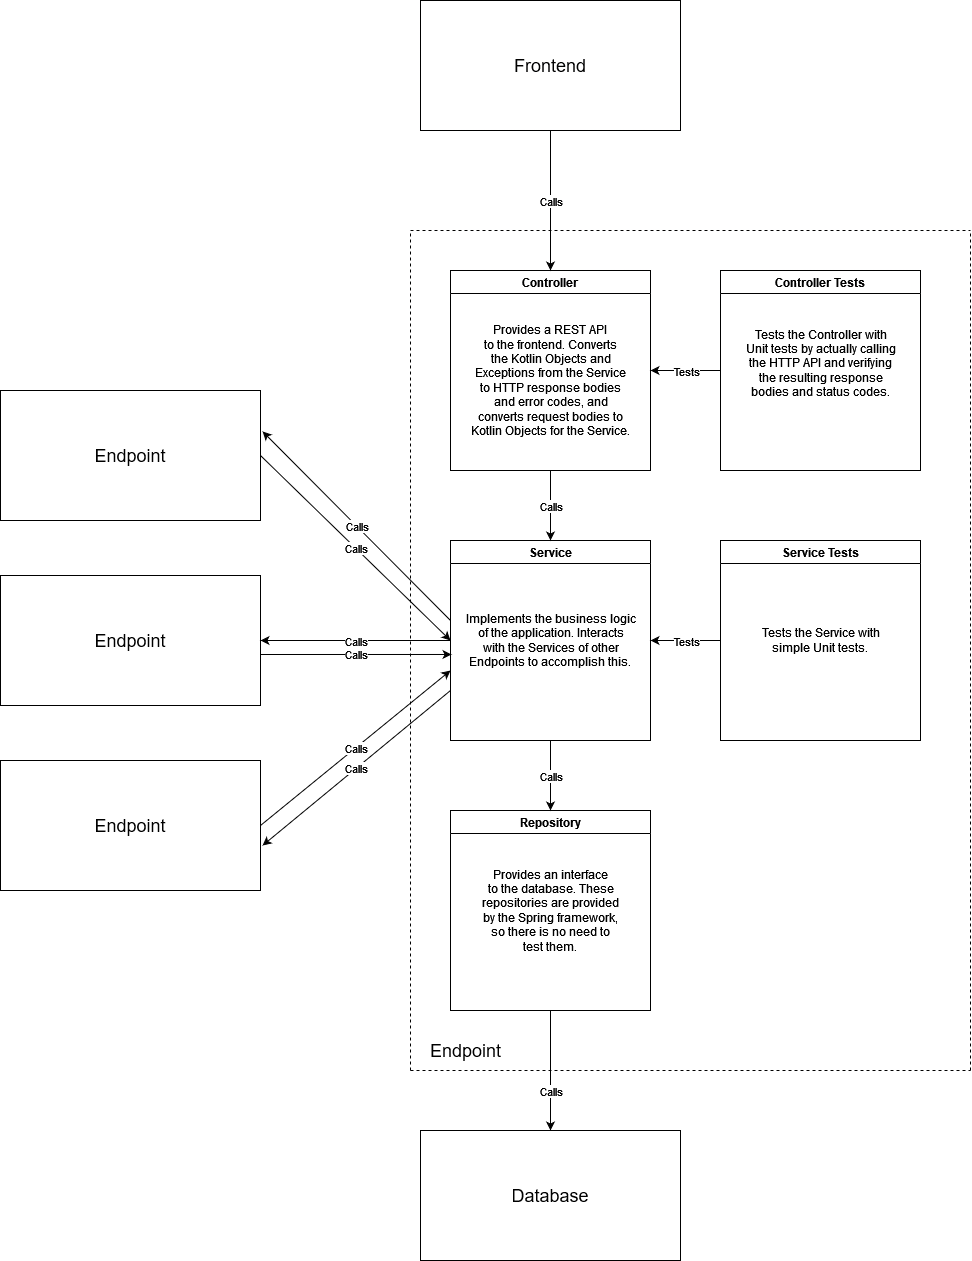 Frontend
Calls
Controller
Provides a REST API
to the frontend. Converts
the Kotlin Objects and
Exceptions from the Service
to HTTP response bodies
and error codes, and
converts request bodies to
Kotlin Objects for the Service.
Tests
Controller Tests
Tests the Controller with
Unit tests by actually calling
the HTTP API and verifying
the resulting response
bodies and status codes.
Calls
Endpoint
Calls
Calls
Endpoint
Calls
Calls
Endpoint
Calls
Calls
Service
Implements the business logic
of the application. Interacts
with the Services of other
Endpoints to accomplish this.
Tests
Service Tests
Tests the Service with
simple Unit tests.
Calls
Repository
Provides an interface
to the database. These
repositories are provided
by the Spring framework,
so there is no need to
test them.
Endpoint
Calls
Database